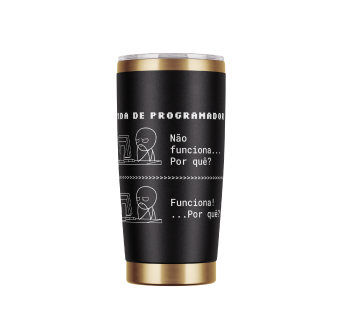 IDA DE PROGRAMADOR
Não
funciona...
Por quê?
Funciona!
...Por quê?